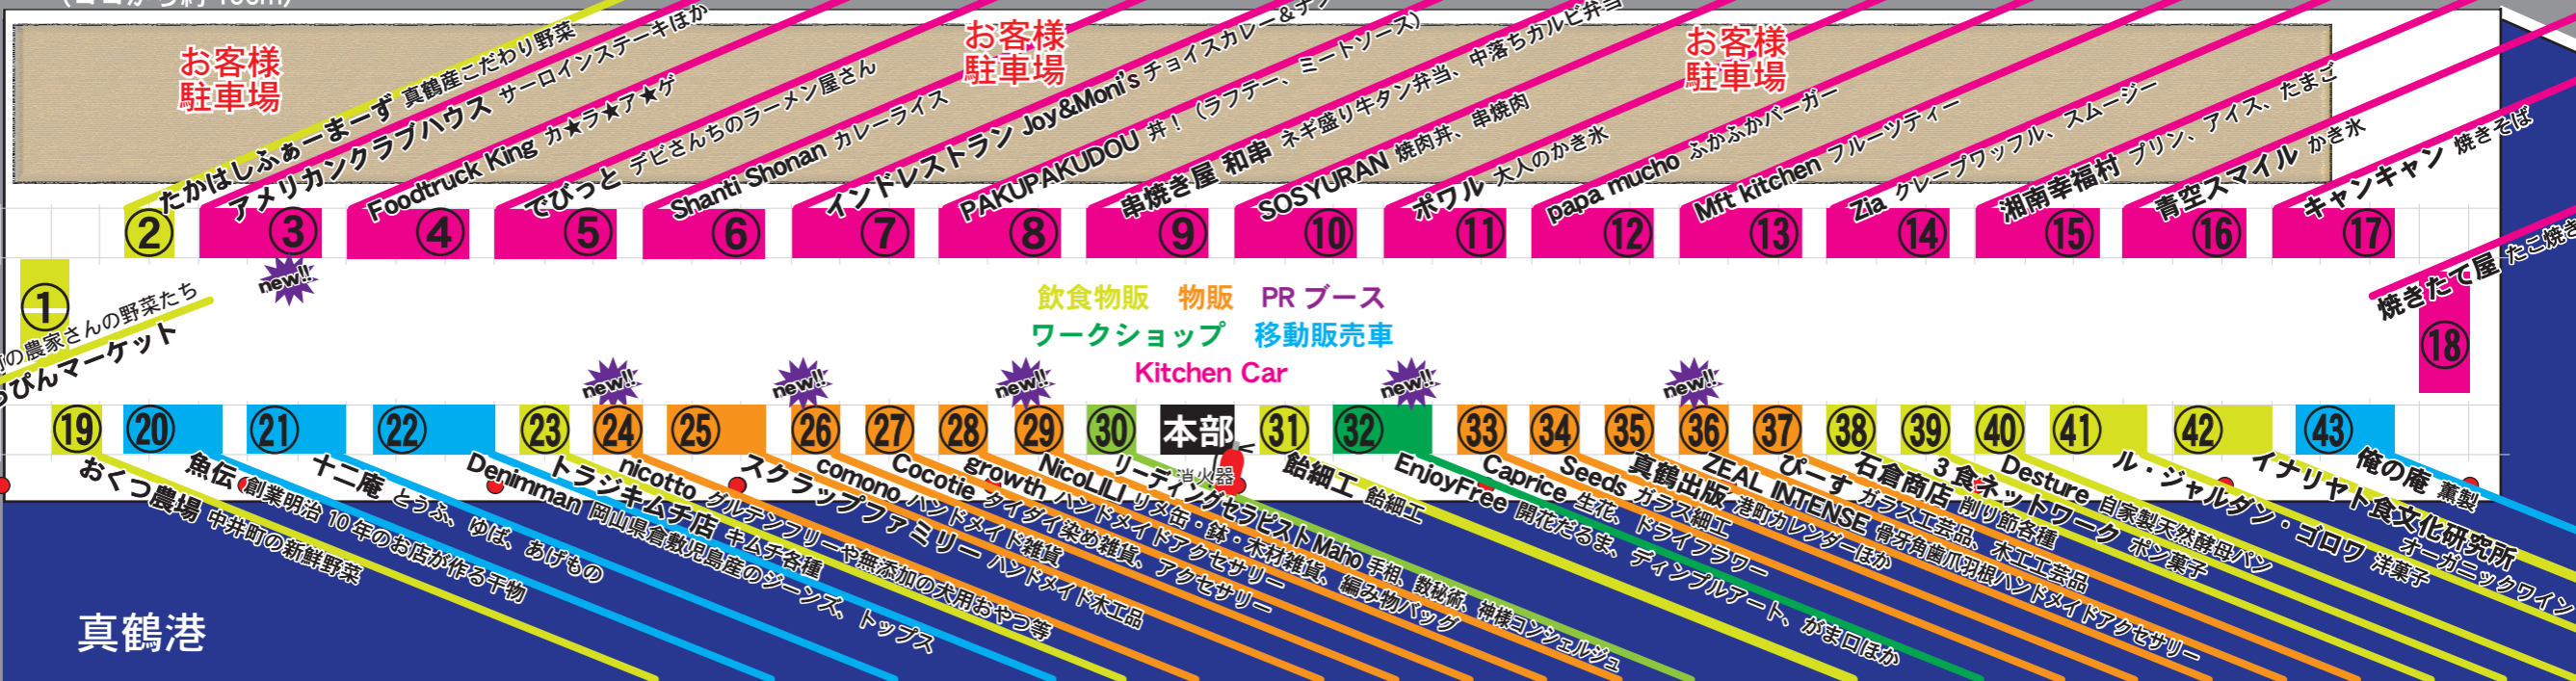 お客様
駐車場
お客様
駐車場
お客様
駐車場
たかはしふぁーまーず 真鶴産こだわり野菜
アメリカンクラブハウス サーロインステーキほか
Foodtruck King カ★ラ★ア★ゲ
でびっと デビさんちのラーメン屋さん
Shanti Shonan カレーライス
インドレストラン Joy&Moni's チョイスカレー&ナン
PAKUPAKUDOU 丼!(ラフテー、ミートソース)
串焼き屋 和串 ネギ盛り牛タン弁当、中落ちカルビ弁当
SOSYURAN 焼肉丼、串焼肉
ポワル 大人のかき氷
papa mucho ふかふかバーガー
Mft kitchen フルーツティー
Zia クレープワッフル、スムージー
湘南幸福村 プリン、アイス、たまご
青空スマイル かき氷
キャンキャン 焼きそば
焼きたて屋 たこ焼き
② ③ ④ ⑤ ⑥ ⑦ ⑧ ⑨ ⑩ ⑪ ⑫ ⑬ ⑭ ⑮ ⑯ ⑰
new!!
①
の農家さんの野菜たち
ぴんマーケット
飲食物販 物販 PR ブース
ワークショップ 移動販売車
Kitchen Car
⑱
new!! new!! new!! new!! new!!
⑲ ⑳ ㉑ ㉒ ㉓ ㉔ ㉕ ㉖ ㉗ ㉘ ㉙ ㉚ 本部 ㉛ ㉜ ㉝ ㉞ ㉟ ㊱ ㊲ ㊳ ㊴ ㊵ ㊶ ㊷ ㊸
消火器
おくつ農場 中井町の新鮮野菜
魚伝 創業明治 10 年のお店が作る干物
十二庵 とうふ、ゆば、あげもの
Denimman 岡山県倉敷児島産のジーンズ、トップス
トラジキムチ店 キムチ各種
nicotto グルテンフリーや無添加の犬用おやつ等
スクラップファミリー ハンドメイド木工品
comono ハンドメイド雑貨
Cocotie タイダイ染め雑貨、アクセサリー
growth ハンドメイドアクセサリー
NicoLILI リメ缶・鉢・木材雑貨、編み物バッグ
リーディングセラピストMaho 手相、数秘術、神様コンシェルジュ
飴細工 飴細工
EnjoyFree 開花だるま、ディンプルアート、がま口ほか
Caprice 生花、ドライフラワー
Seeds ガラス細工
真鶴出版 港町カレンダーほか
ZEAL INTENSE 骨牙角歯爪羽根ハンドメイドアクセサリー
ぴーす ガラス工芸品、木工工芸品
石倉商店 削り節各種
3 食ネットワーク ポン菓子
Desture 自家製天然酵母パン
ル・ジャルダン・ゴロワ 洋菓子
イナリヤト食文化研究所
オーガニックワイン
俺の庵 薫製
真鶴港